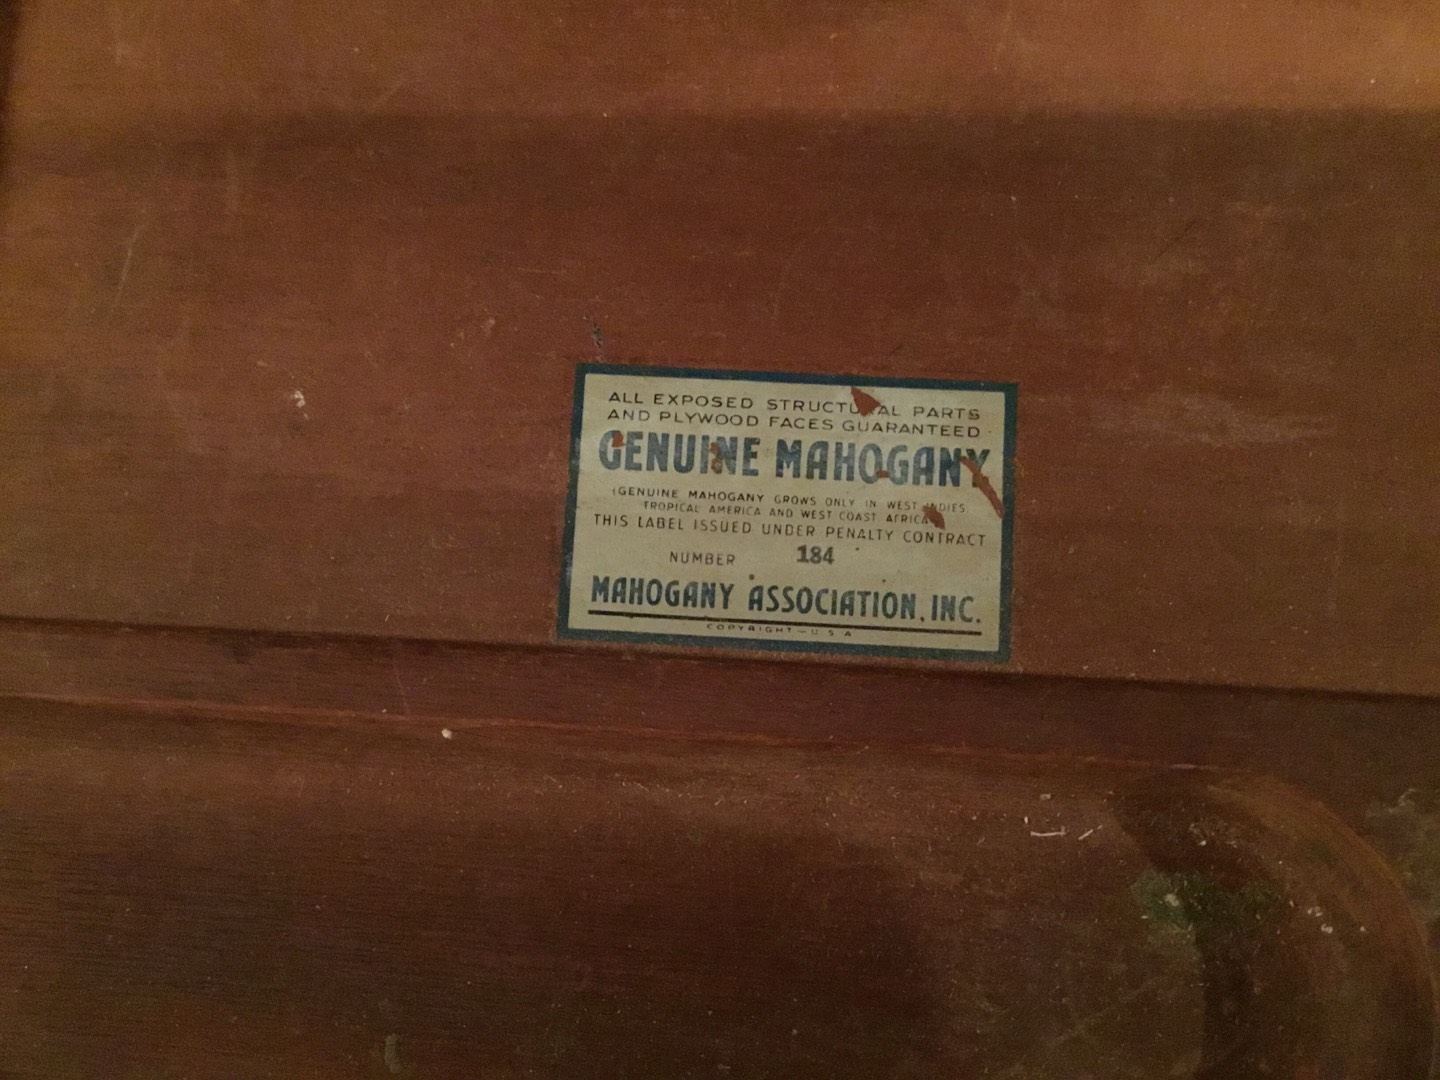 ALL EXPOSED STRUCTURAL PARTS
AND PLYWOOD FACES GUARANTEED
GENUINE MAHOGANY
(GENUINE MAHOGANY GROWS ONLY IN WEST INDIES
TROPICAL AMERICA AND WEST COAST AFRICA
THIS LABEL ISSUED UNDER PENALTY CONTRACT
NUMBER 184
MAHOGANY ASSOCIATION, INC.
COPYRIGHT — U S A